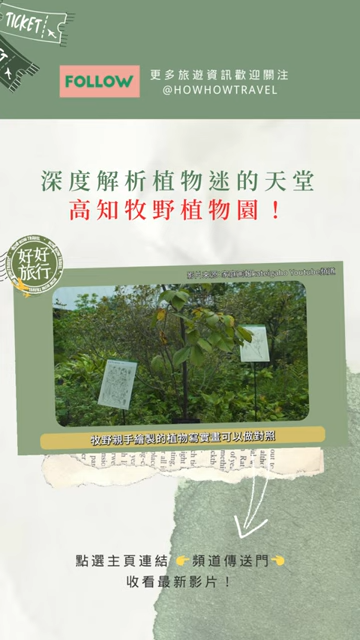 TICKET
FOLLOW
更多旅遊資訊歡迎關注
@HOWHOWTRAVEL
深度解析植物迷的天堂
高知牧野植物園！
好好
旅行
牧野親手繪製的植物寫實畫可以做對照
點選主頁連結 👉頻道傳送門👈
收看最新影片！